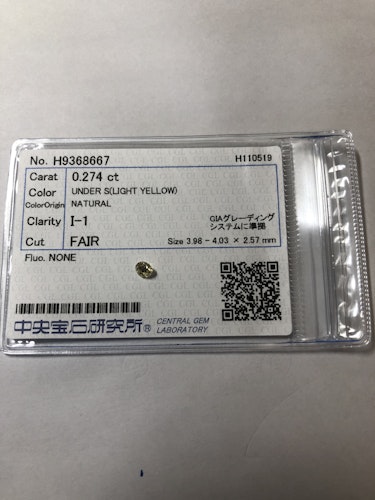 No. H9368667 H110519
Carat 0.274 ct
Color UNDER S(LIGHT YELLOW)
ColorOrigin NATURAL
Clarity I-1 GIAグレーディング
システムに準拠
Cut FAIR Size 3.98 - 4.03 × 2.57 mm
Fluo. NONE
中央宝石研究所® CENTRAL GEM
LABORATORY